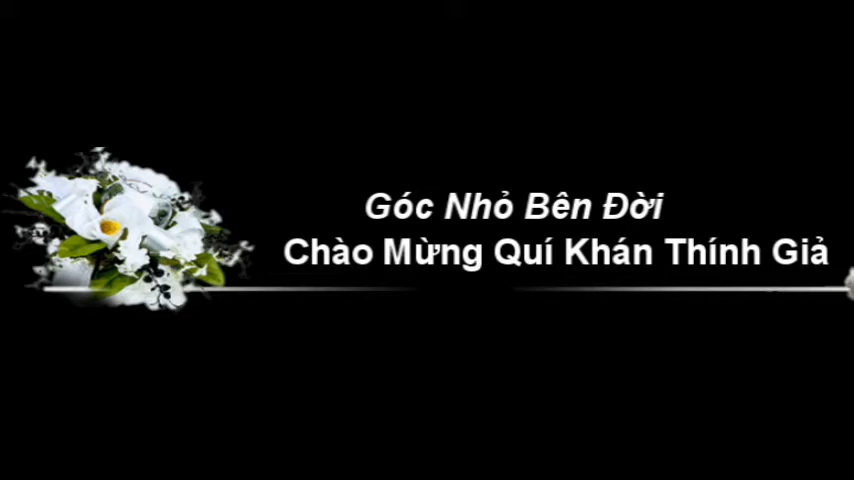 Góc Nhỏ Bên Đời
Chào Mừng Quí Khán Thính Giả